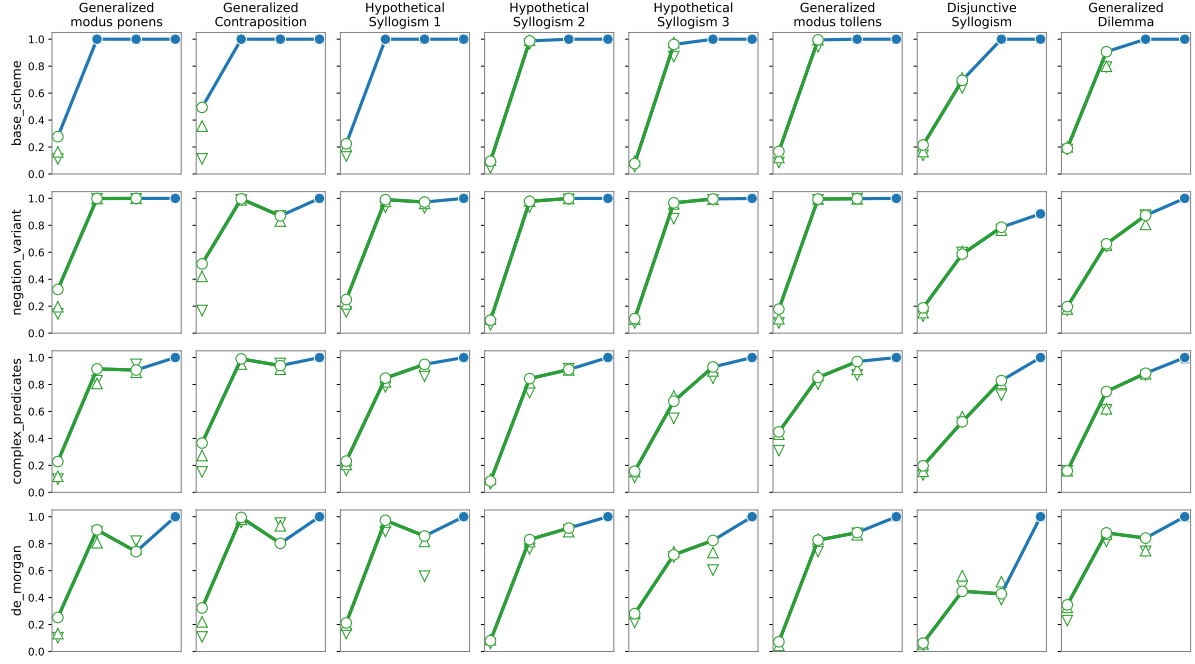 Generalized modus ponens
Generalized Contraposition
Hypothetical Syllogism 1
Hypothetical Syllogism 2
Hypothetical Syllogism 3
Generalized modus tollens
Disjunctive Syllogism
Generalized Dilemma
base_scheme
1.0
0.8
0.6
0.4
0.2
0.0
negation_variant
1.0
0.8
0.6
0.4
0.2
0.0
complex_predicates
1.0
0.8
0.6
0.4
0.2
0.0
de_morgan
1.0
0.8
0.6
0.4
0.2
0.0